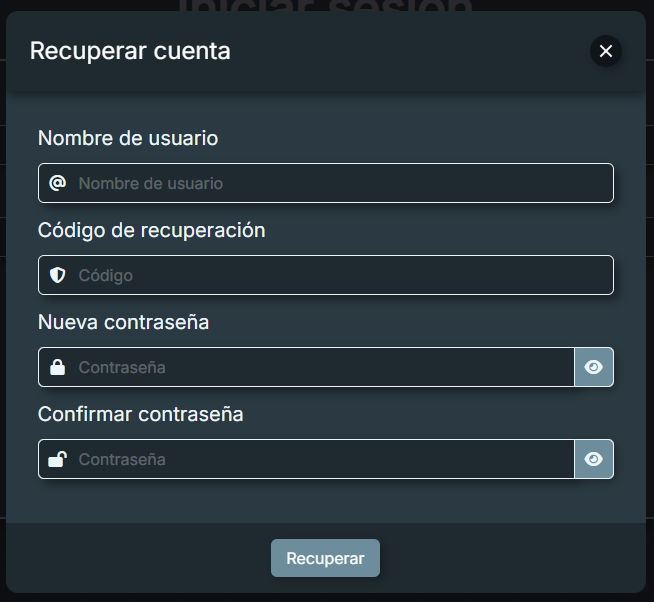 Iniciar sesión
Recuperar cuenta
Nombre de usuario
Nombre de usuario
Código de recuperación
Código
Nueva contraseña
Contraseña
Confirmar contraseña
Contraseña
Recuperar